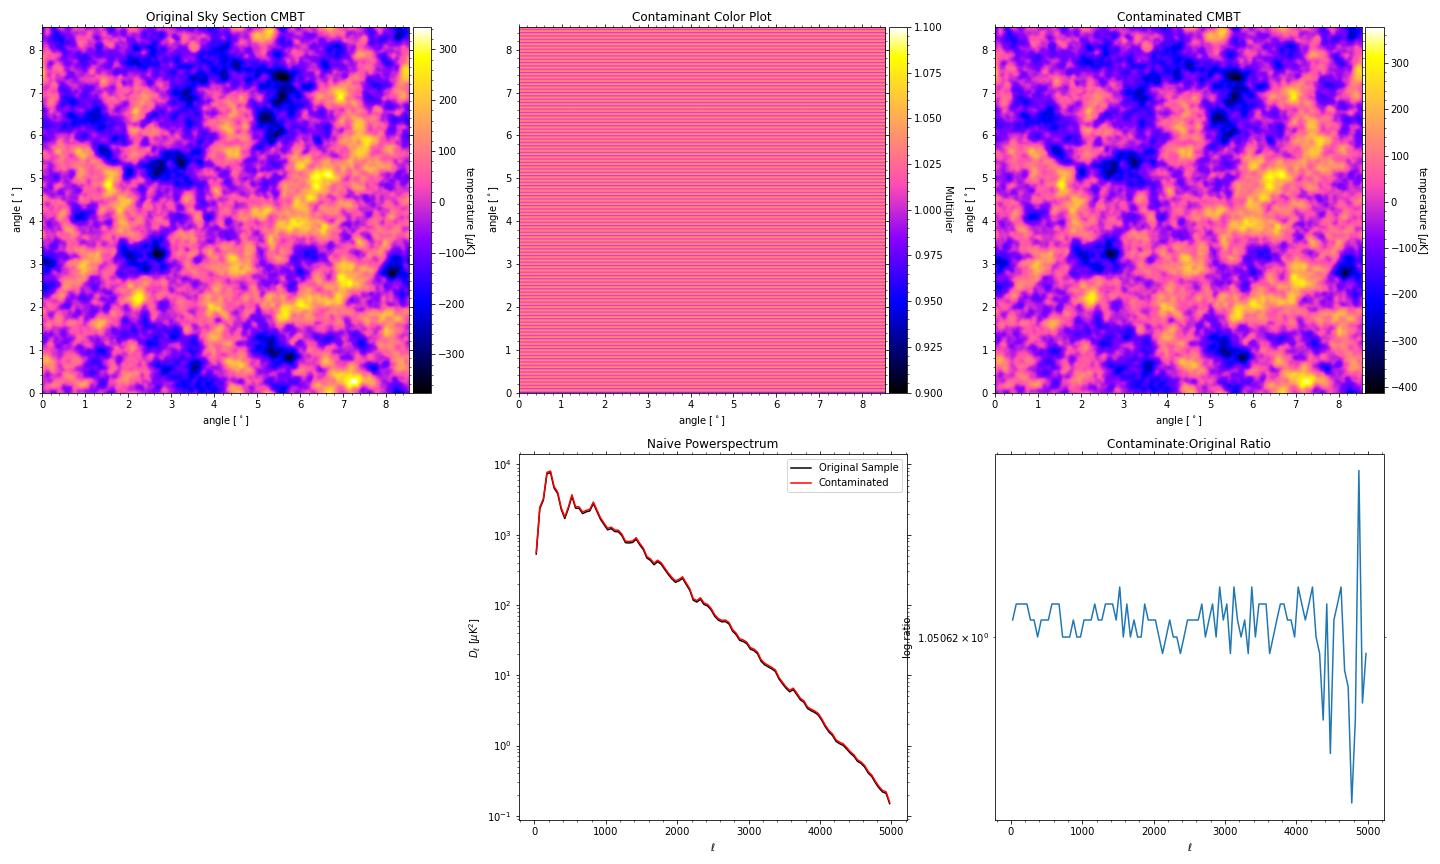 Original Sky Section CMBT
8
7
6
5
4
3
2
1
0
0 1 2 3 4 5 6 7 8
angle [°]
angle [°]
300
200
100
0
−100
−200
−300
temperature [μK]
Contaminant Color Plot
8
7
6
5
4
3
2
1
0
0 1 2 3 4 5 6 7 8
angle [°]
angle [°]
1.100
1.075
1.050
1.025
1.000
0.975
0.950
0.925
0.900
Multiplier
Contaminated CMBT
8
7
6
5
4
3
2
1
0
0 1 2 3 4 5 6 7 8
angle [°]
angle [°]
300
200
100
0
−100
−200
−300
−400
temperature [μK]
Naive Powerspectrum
Original Sample
Contaminated
10⁴
10³
10²
10¹
10⁰
10⁻¹
Dℓ [μK²]
0 1000 2000 3000 4000 5000
ℓ
Contaminate:Original Ratio
log ratio
1.05062 × 10⁰
0 1000 2000 3000 4000 5000
ℓ